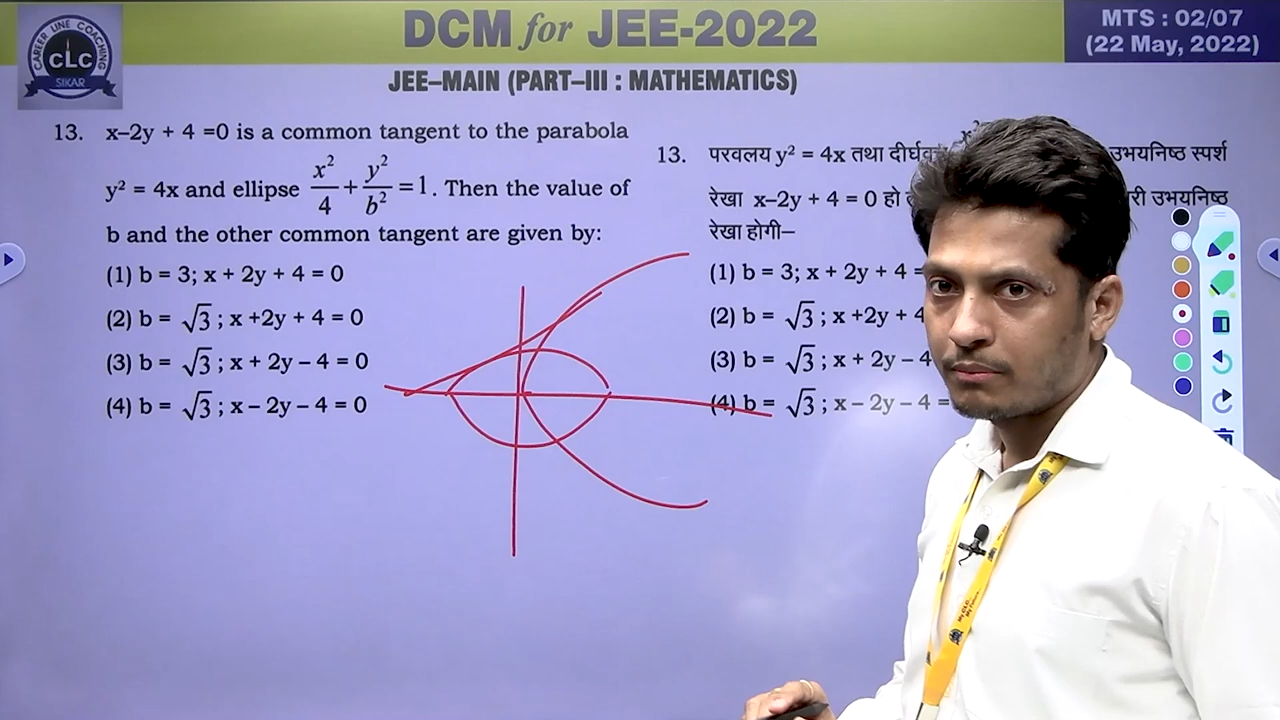 CAREER LINE COACHING
CLC
SIKAR
DCM for JEE-2022
MTS : 02/07
(22 May, 2022)
JEE–MAIN (PART–III : MATHEMATICS)
13. x–2y + 4 =0 is a common tangent to the parabola
y² = 4x and ellipse x²/4 + y²/b² = 1. Then the value of
b and the other common tangent are given by:
(1) b = 3; x + 2y + 4 = 0
(2) b = √3 ; x +2y + 4 = 0
(3) b = √3 ; x + 2y – 4 = 0
(4) b = √3 ; x – 2y – 4 = 0
13. परवलय y² = 4x तथा x² उभयनिष्ठ स्पर्श
रेखा x–2y + 4 = 0 हो उभयनिष्ठ
रेखा होगी–
(1) b = 3; x + 2y + 4 =
(2) b = √3 ; x +2y + 4
(3) b = √3 ; x + 2y – 4
(4) b = √3 ; x – 2y – 4 =